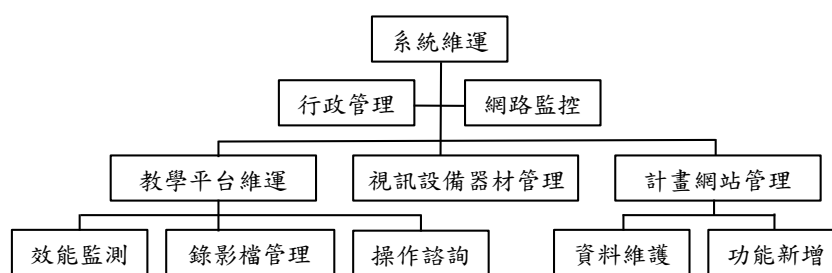 系統維運
行政管理
網路監控
教學平台維運
視訊設備器材管理
計畫網站管理
效能監測
錄影檔管理
操作諮詢
資料維護
功能新增